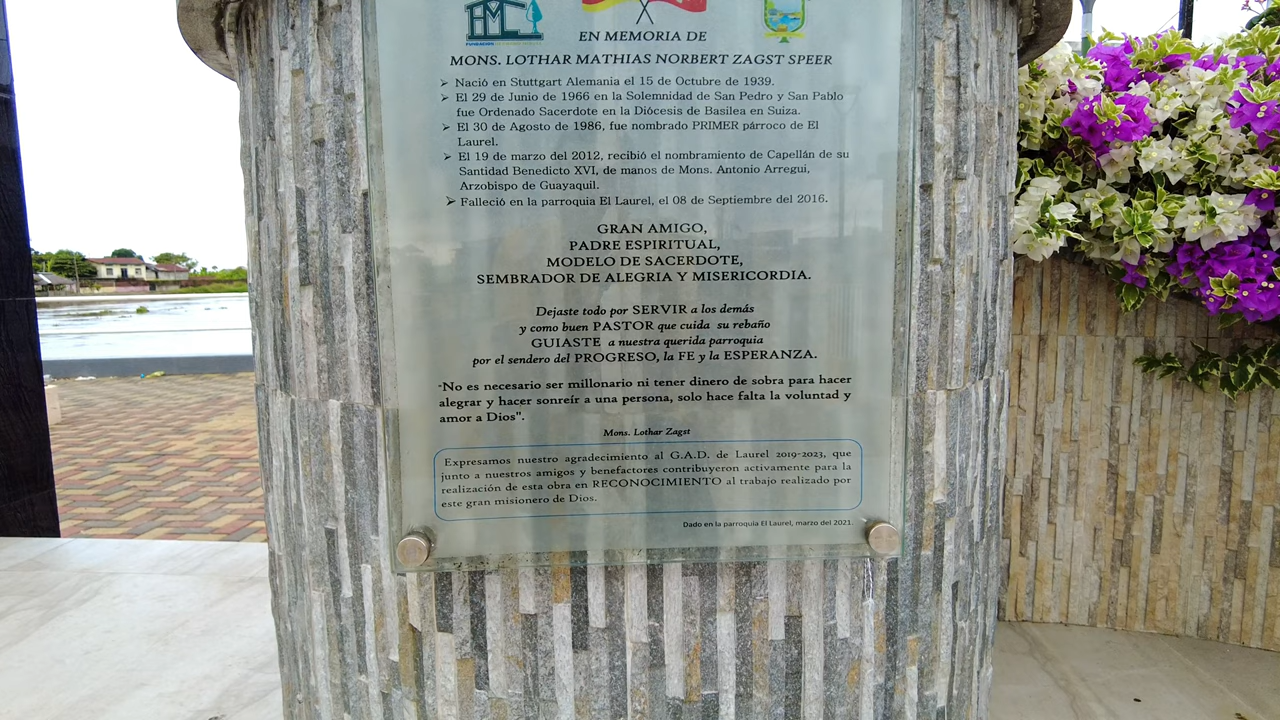 FMC
FUNDACIÓN
EN MEMORIA DE
MONS. LOTHAR MATHIAS NORBERT ZAGST SPEER
➢ Nació en Stuttgart Alemania el 15 de Octubre de 1939.
➢ El 29 de Junio de 1966 en la Solemnidad de San Pedro y San Pablo
fue Ordenado Sacerdote en la Diócesis de Basilea en Suiza.
➢ El 30 de Agosto de 1986, fue nombrado PRIMER párroco de El
Laurel.
➢ El 19 de marzo del 2012, recibió el nombramiento de Capellán de su
Santidad Benedicto XVI, de manos de Mons. Antonio Arregui,
Arzobispo de Guayaquil.
➢ Falleció en la parroquia El Laurel, el 08 de Septiembre del 2016.
GRAN AMIGO,
PADRE ESPIRITUAL,
MODELO DE SACERDOTE,
SEMBRADOR DE ALEGRIA Y MISERICORDIA.
Dejaste todo por SERVIR a los demás
y como buen PASTOR que cuida su rebaño
GUIASTE a nuestra querida parroquia
por el sendero del PROGRESO, la FE y la ESPERANZA.
"No es necesario ser millonario ni tener dinero de sobra para hacer
alegrar y hacer sonreír a una persona, solo hace falta la voluntad y
amor a Dios".
Mons. Lothar Zagst
Expresamos nuestro agradecimiento al G.A.D. de Laurel 2019-2023, que
junto a nuestros amigos y benefactores contribuyeron activamente para la
realización de esta obra en RECONOCIMIENTO al trabajo realizado por
este gran misionero de Dios.
Dado en la parroquia El Laurel, marzo del 2021.